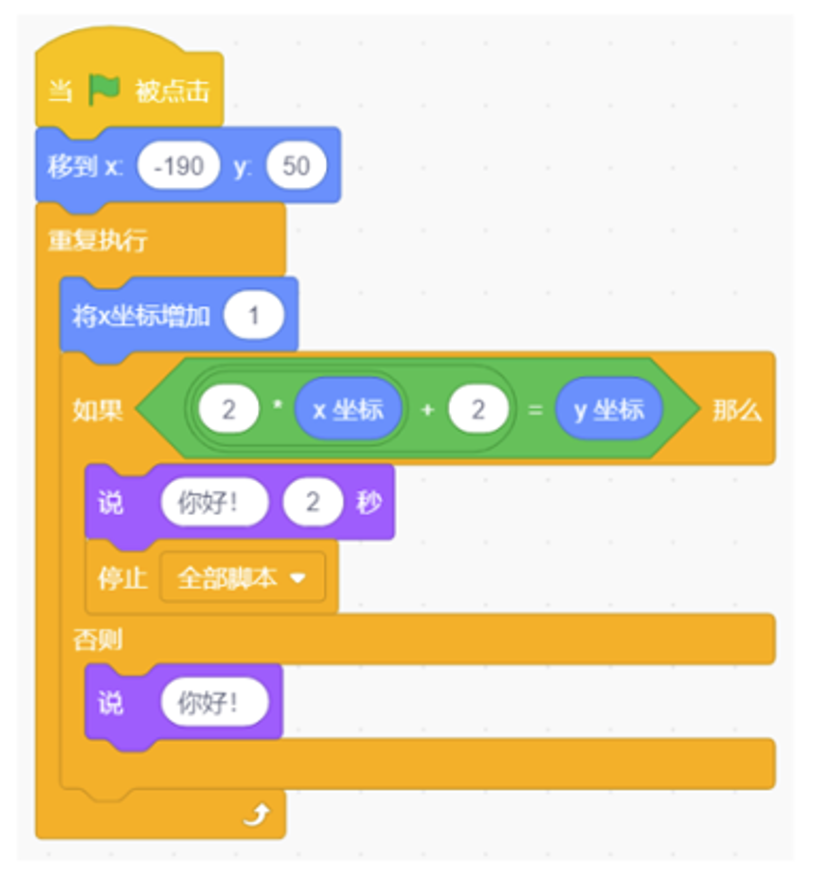 当 被点击
移到 x: -190 y: 50
重复执行
将x坐标增加 1
如果 2 * x 坐标 + 2 = y 坐标 那么
说 你好! 2 秒
停止 全部脚本
否则
说 你好!